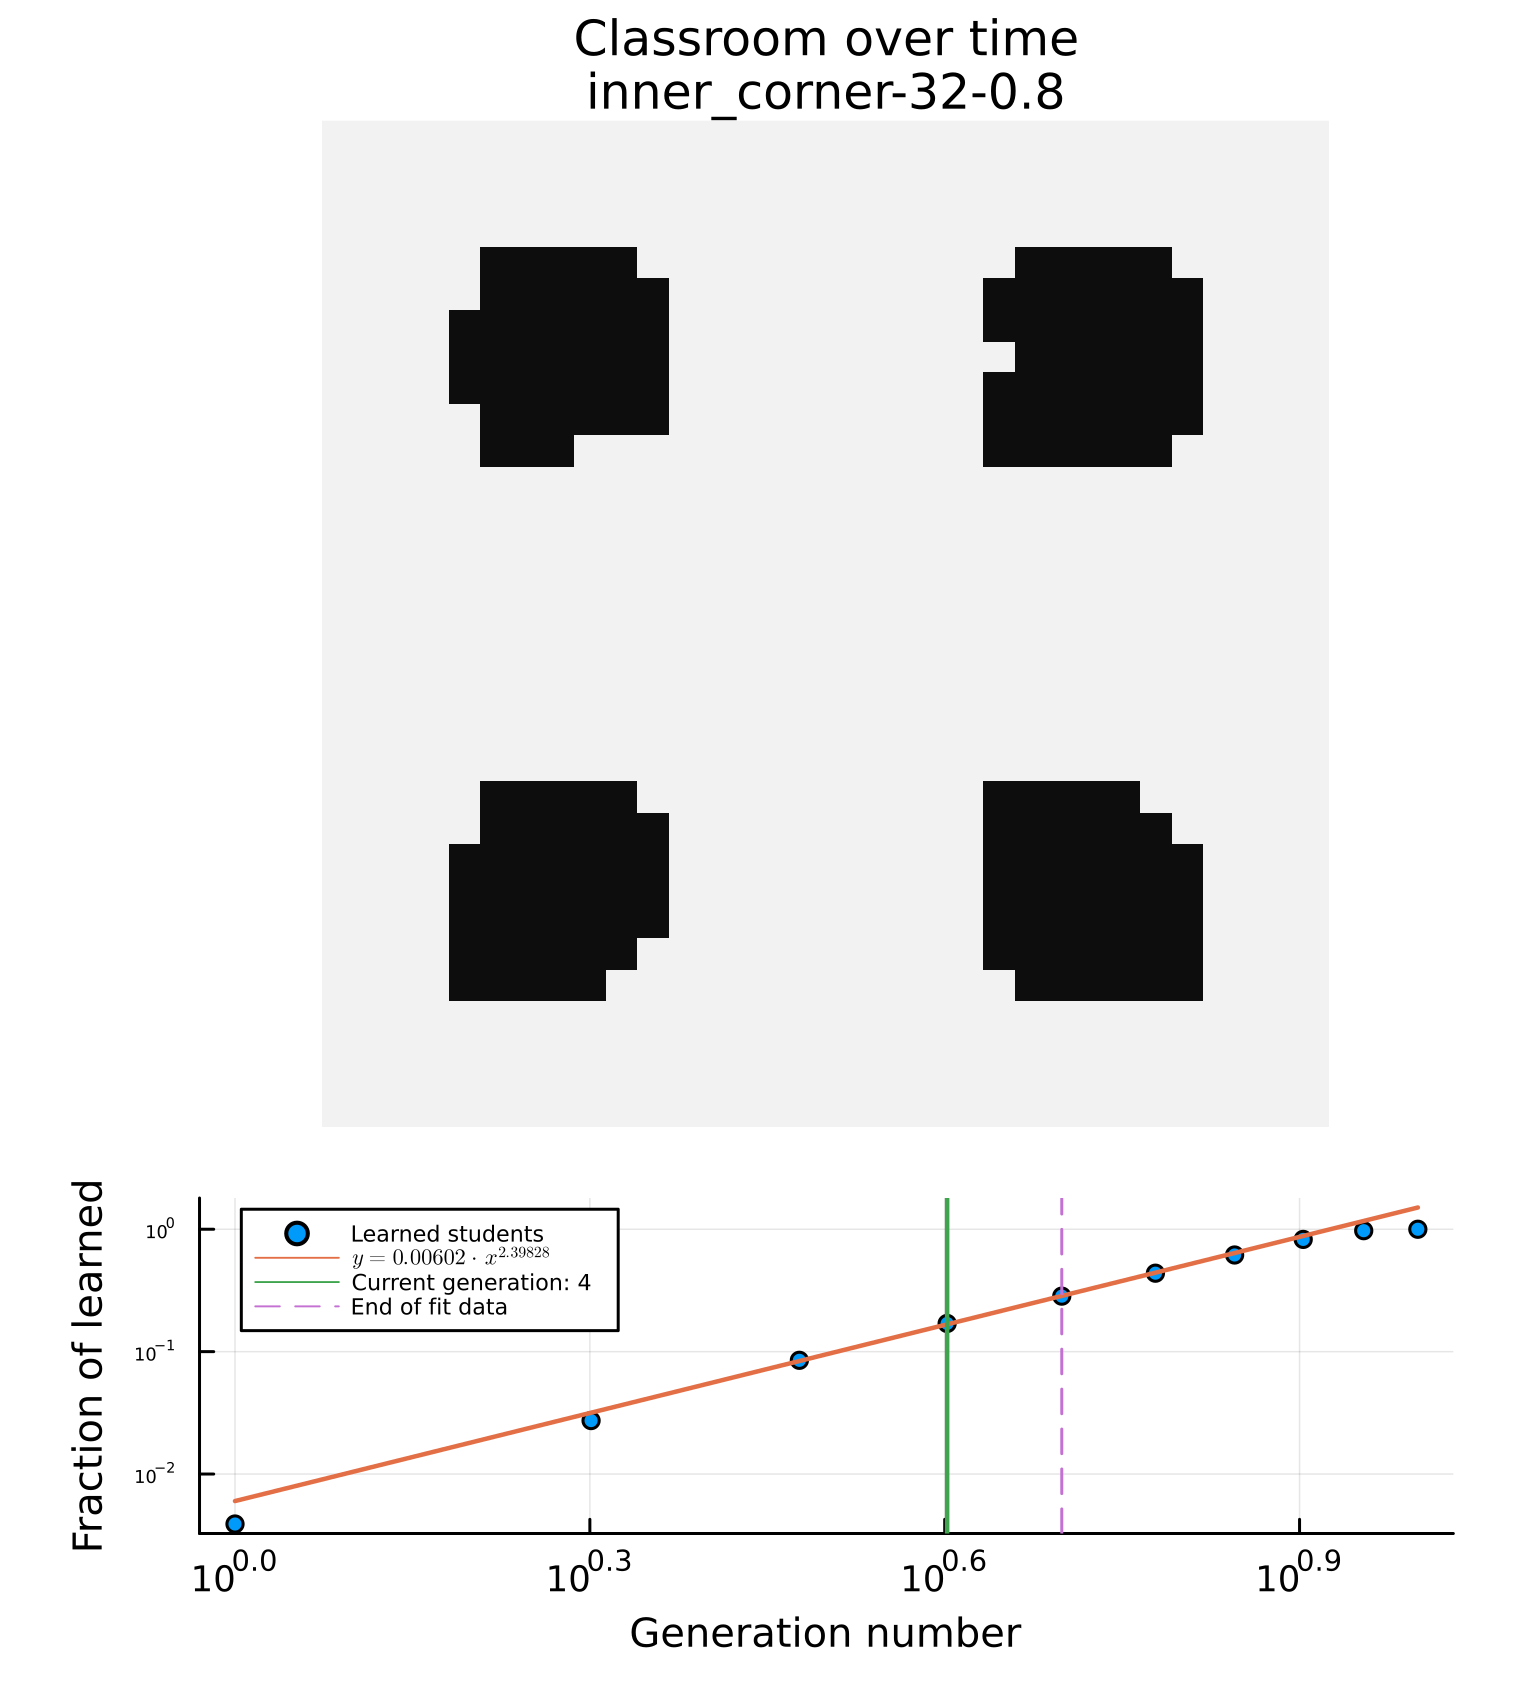 Classroom over time
inner_corner-32-0.8
Fraction of learned
10^0
10^−1
10^−2
Learned students
y = 0.00602 · x^2.39828
Current generation: 4
End of fit data
10^0.0 10^0.3 10^0.6 10^0.9
Generation number